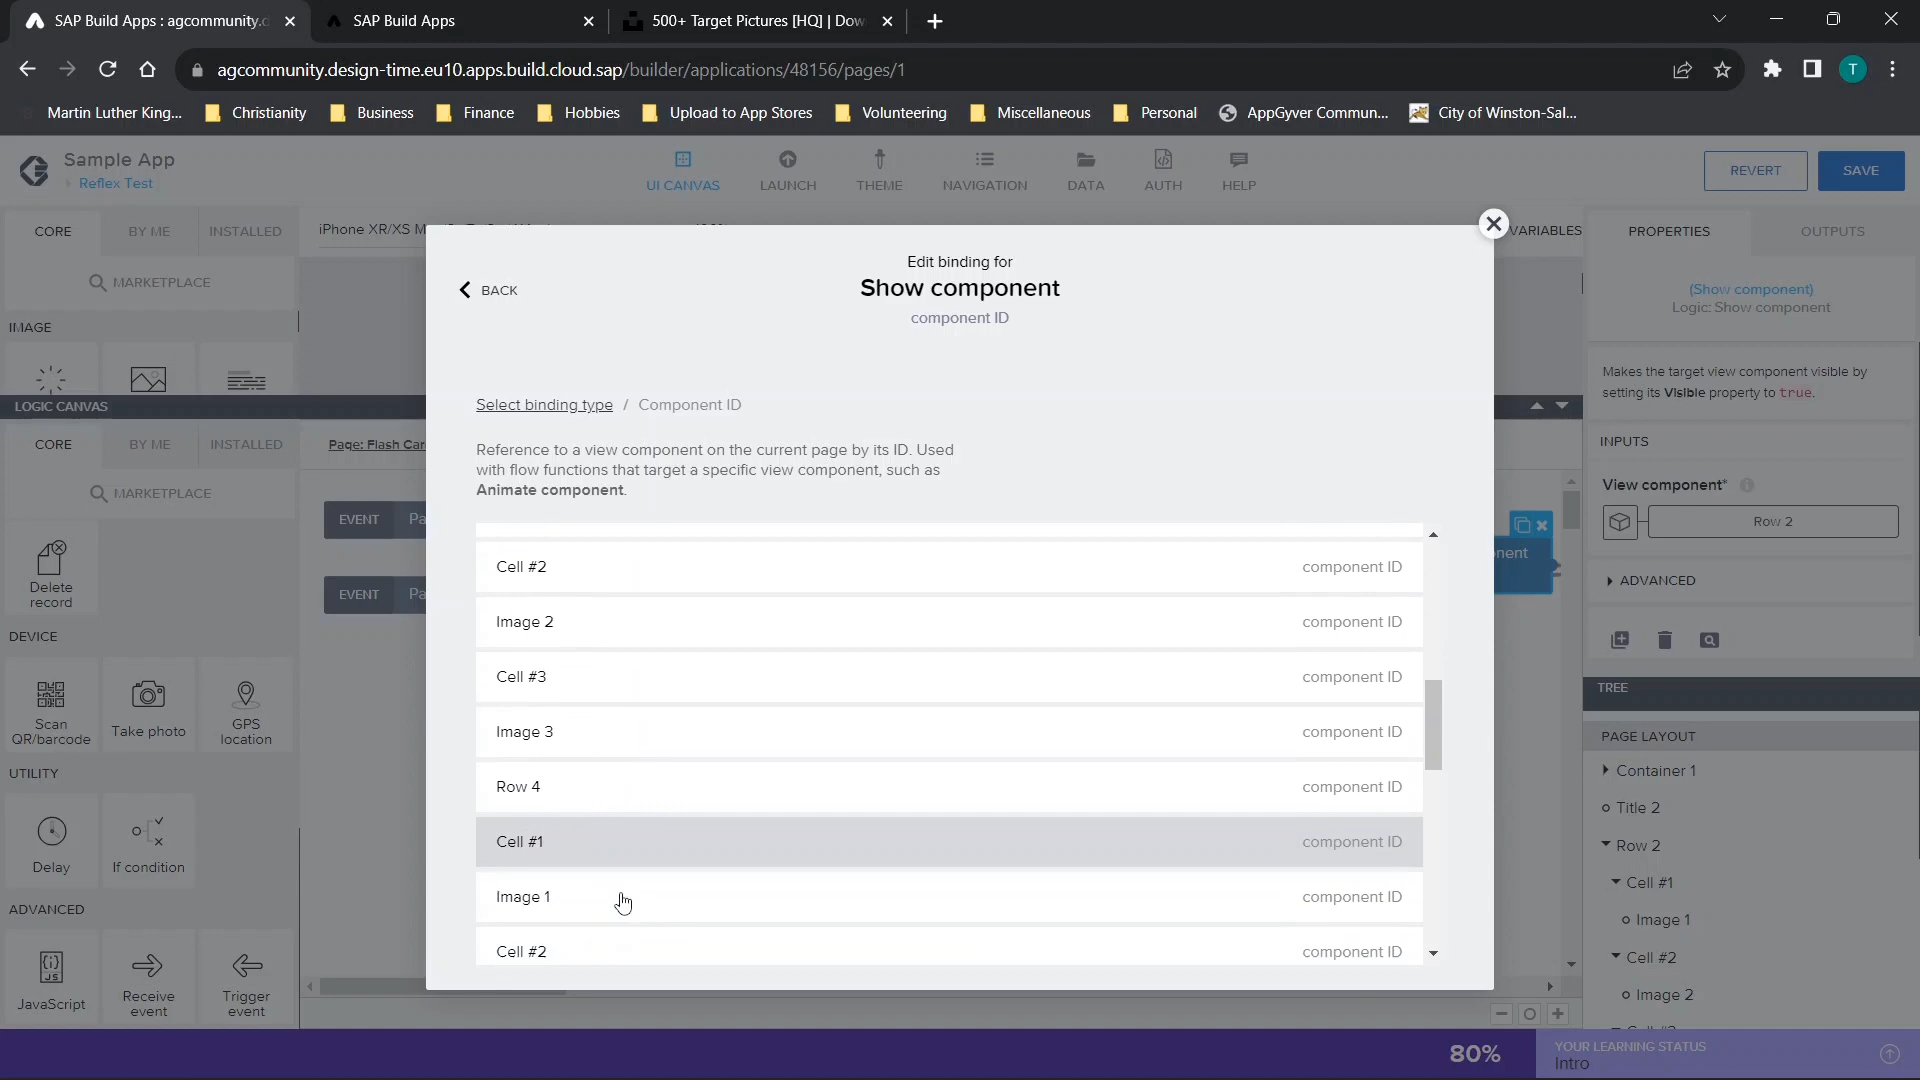 SAP Build Apps : agcommunity.c
SAP Build Apps
500+ Target Pictures [HQ] | Dow
agcommunity.design-time.eu10.apps.build.cloud.sap/builder/applications/48156/pages/1
T
Martin Luther King...
Christianity
Business
Finance
Hobbies
Upload to App Stores
Volunteering
Miscellaneous
Personal
AppGyver Commun...
City of Winston-Sal...
Sample App
Reflex Test
UI CANVAS
LAUNCH
THEME
NAVIGATION
DATA
AUTH
HELP
REVERT
SAVE
CORE
BY ME
INSTALLED
iPhone XR/XS M
VARIABLES
PROPERTIES
OUTPUTS
MARKETPLACE
IMAGE
LOGIC CANVAS
CORE
BY ME
INSTALLED
Page: Flash Car
MARKETPLACE
EVENT Pa
EVENT Pa
Delete
record
DEVICE
Scan
QR/barcode
Take photo
GPS
location
UTILITY
Delay
If condition
ADVANCED
JS
JavaScript
Receive
event
Trigger
event
BACK
Edit binding for
Show component
component ID
Select binding type / Component ID
Reference to a view component on the current page by its ID. Used
with flow functions that target a specific view component, such as
Animate component.
Cell #2 component ID
Image 2 component ID
Cell #3 component ID
Image 3 component ID
Row 4 component ID
Cell #1 component ID
Image 1 component ID
Cell #2 component ID
nent
(Show component)
Logic: Show component
Makes the target view component visible by
setting its Visible property to true.
INPUTS
View component*
Row 2
ADVANCED
TREE
PAGE LAYOUT
Container 1
Title 2
Row 2
Cell #1
Image 1
Cell #2
Image 2
80%
YOUR LEARNING STATUS
Intro